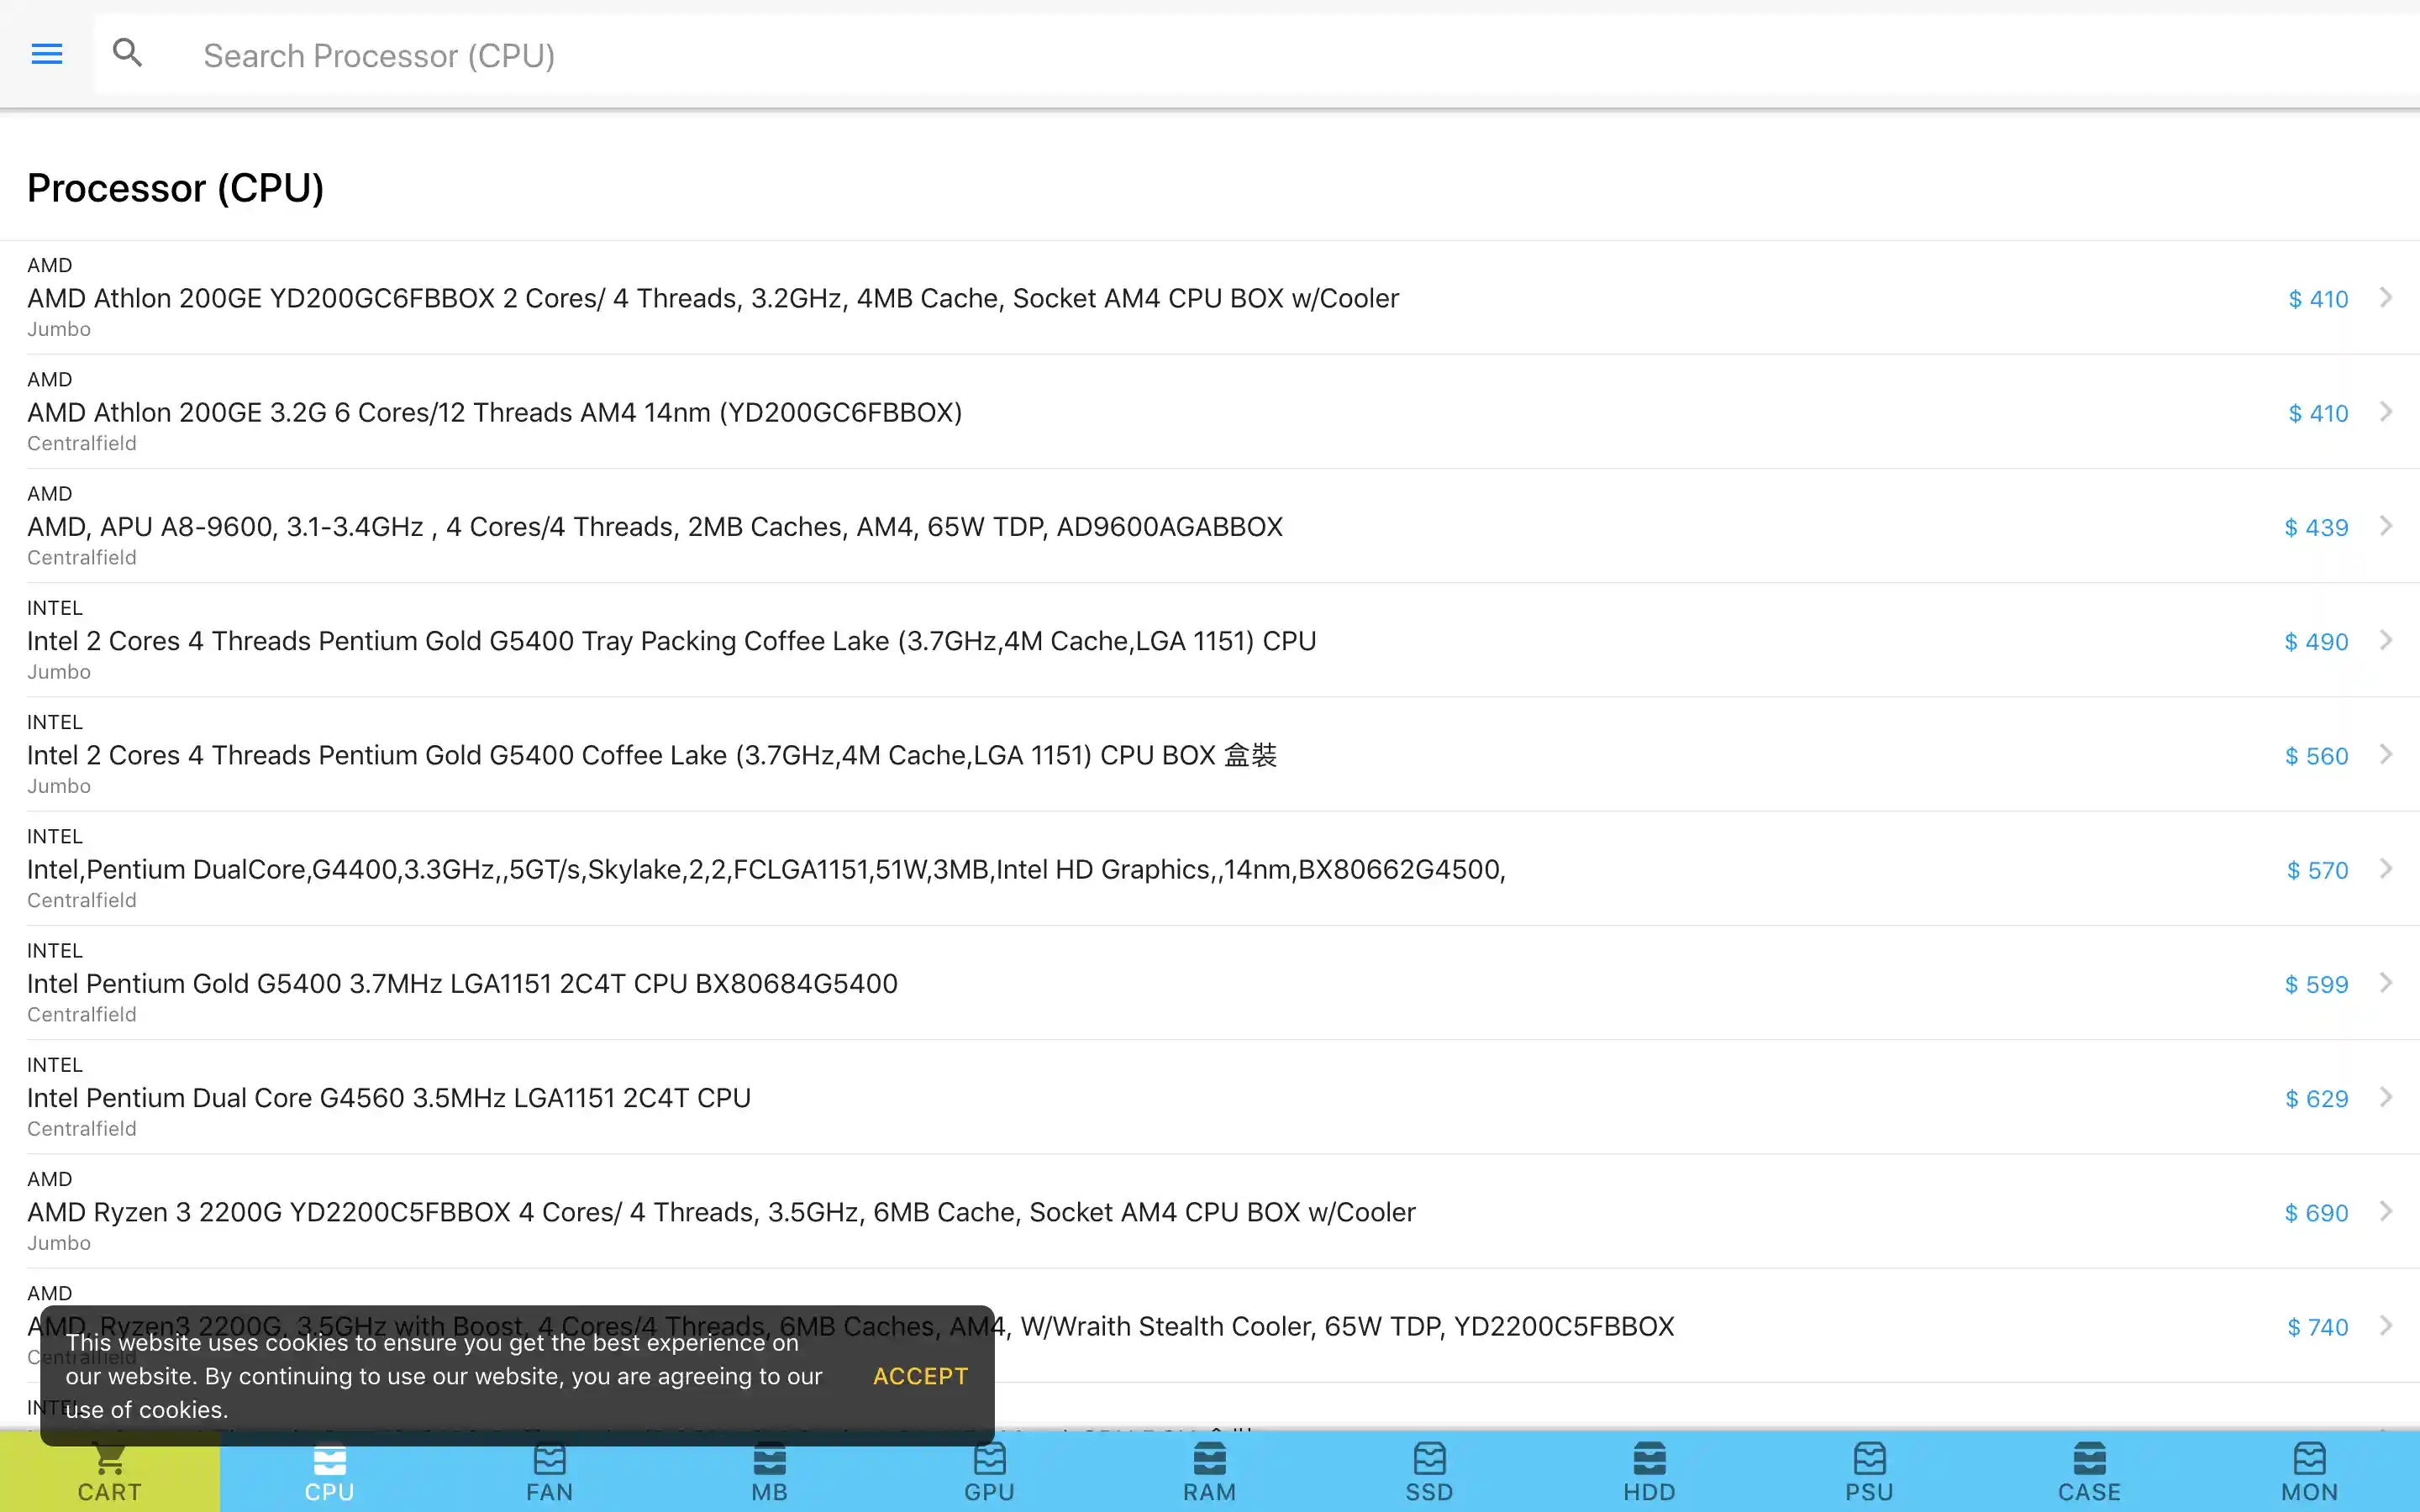 Search Processor (CPU)
Processor (CPU)
AMD
AMD Athlon 200GE YD200GC6FBBOX 2 Cores/ 4 Threads, 3.2GHz, 4MB Cache, Socket AM4 CPU BOX w/Cooler
$ 410
Jumbo
AMD
AMD Athlon 200GE 3.2G 6 Cores/12 Threads AM4 14nm (YD200GC6FBBOX)
$ 410
Centralfield
AMD
AMD, APU A8-9600, 3.1-3.4GHz , 4 Cores/4 Threads, 2MB Caches, AM4, 65W TDP, AD9600AGABBOX
$ 439
Centralfield
INTEL
Intel 2 Cores 4 Threads Pentium Gold G5400 Tray Packing Coffee Lake (3.7GHz,4M Cache,LGA 1151) CPU
$ 490
Jumbo
INTEL
Intel 2 Cores 4 Threads Pentium Gold G5400 Coffee Lake (3.7GHz,4M Cache,LGA 1151) CPU BOX 盒裝
$ 560
Jumbo
INTEL
Intel,Pentium DualCore,G4400,3.3GHz,,5GT/s,Skylake,2,2,FCLGA1151,51W,3MB,Intel HD Graphics,,14nm,BX80662G4500,
$ 570
Centralfield
INTEL
Intel Pentium Gold G5400 3.7MHz LGA1151 2C4T CPU BX80684G5400
$ 599
Centralfield
INTEL
Intel Pentium Dual Core G4560 3.5MHz LGA1151 2C4T CPU
$ 629
Centralfield
AMD
AMD Ryzen 3 2200G YD2200C5FBBOX 4 Cores/ 4 Threads, 3.5GHz, 6MB Cache, Socket AM4 CPU BOX w/Cooler
$ 690
Jumbo
AMD
AMD, Ryzen3 2200G, 3.5GHz with Boost, 4 Cores/4 Threads, 6MB Caches, AM4, W/Wraith Stealth Cooler, 65W TDP, YD2200C5FBBOX
$ 740
Centralfield
INTEL
This website uses cookies to ensure you get the best experience on
our website. By continuing to use our website, you are agreeing to our
use of cookies.
ACCEPT
CART
CPU
FAN
MB
GPU
RAM
SSD
HDD
PSU
CASE
MON